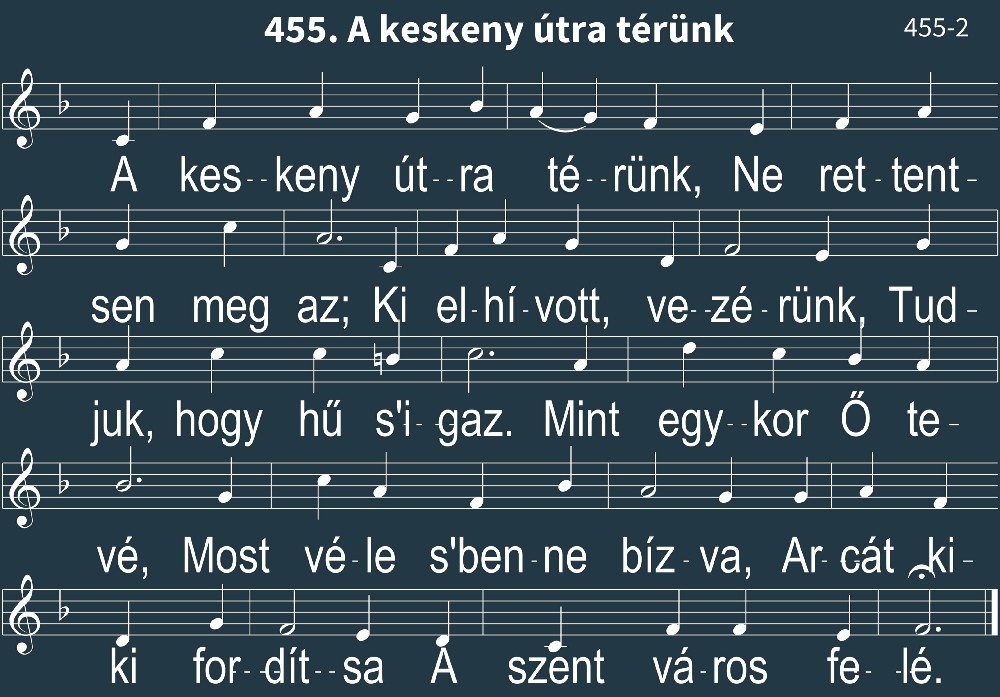 455. A keskeny útra térünk
455-2
A kes--keny út--ra té--rünk, Ne ret-tent-
sen meg az; Ki el-hí-vott, ve--zé-rünk, Tud-
juk, hogy hű s'i-gaz. Mint egy--kor Ő te-
vé, Most vé-le s'ben-ne bíz-va, Ar-cát ki-
ki for--dít--sa A szent vá-ros fe-lé.